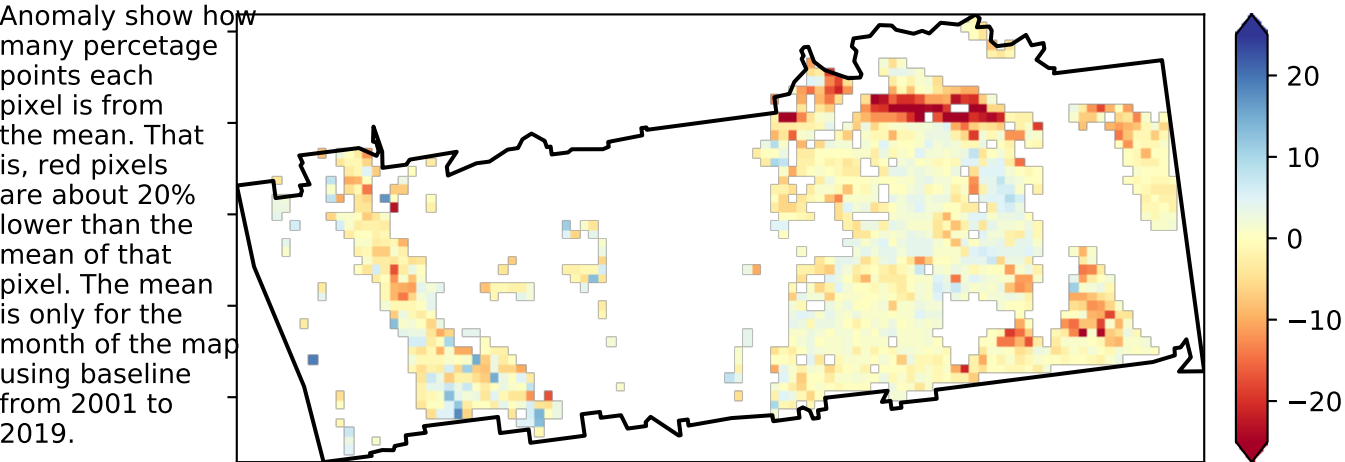 Anomaly show how
many percetage
points each
pixel is from
the mean. That
is, red pixels
are about 20%
lower than the
mean of that
pixel. The mean
is only for the
month of the map
using baseline
from 2001 to
2019.
20
10
0
−10
−20